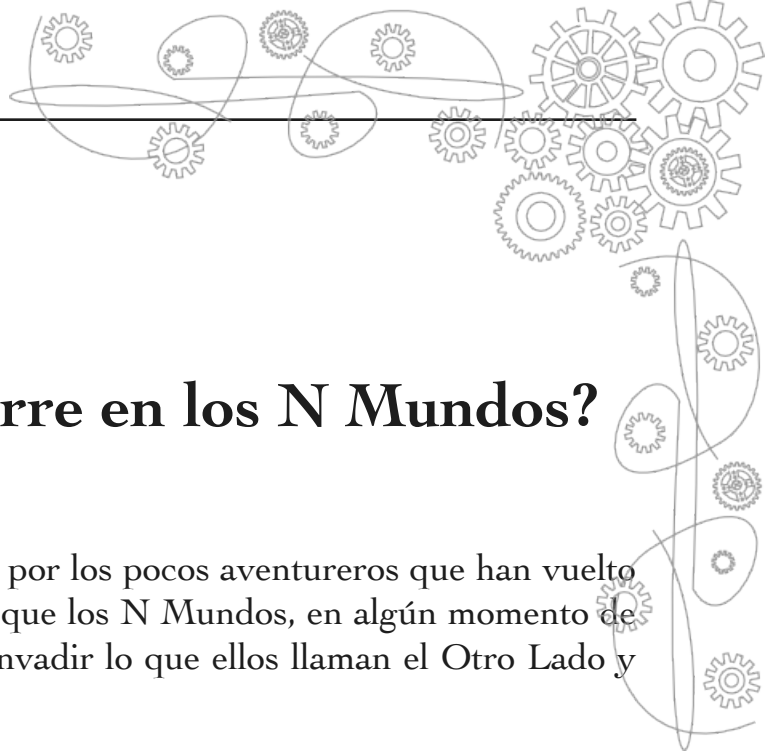 rre en los N Mundos?
por los pocos aventureros que han vuelto
que los N Mundos, en algún momento de
nvadir lo que ellos llaman el Otro Lado y